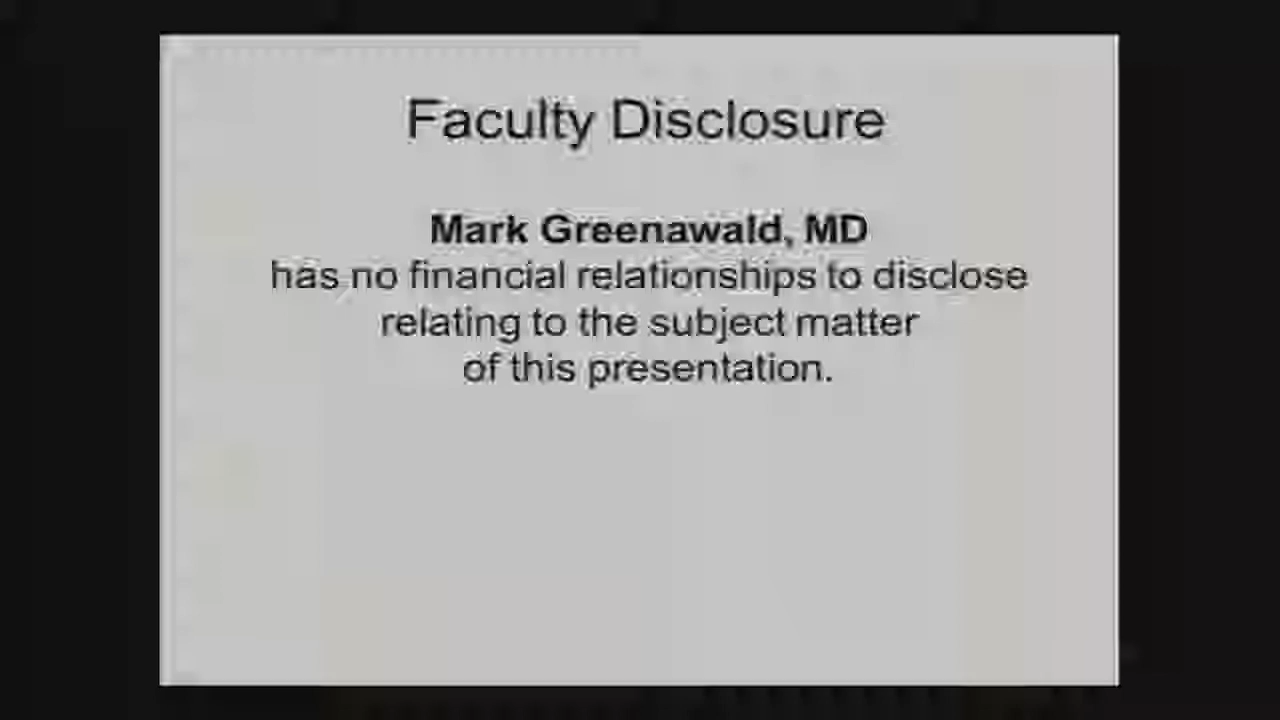 Faculty Disclosure
Mark Greenawald, MD
has no financial relationships to disclose
relating to the subject matter
of this presentation.